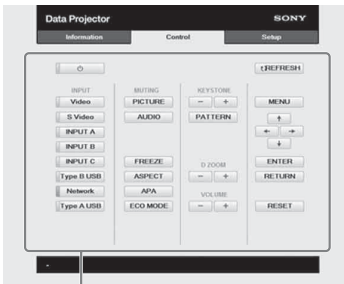 Data Projector SONY
Information Control Setup
REFRESH
INPUT MUTING KEYSTONE
Video PICTURE - + MENU
S Video AUDIO PATTERN
INPUT A
INPUT B
INPUT C FREEZE D ZOOM ENTER
Type B USB ASPECT - + RETURN
Network APA VOLUME
Type A USB ECO MODE - + RESET